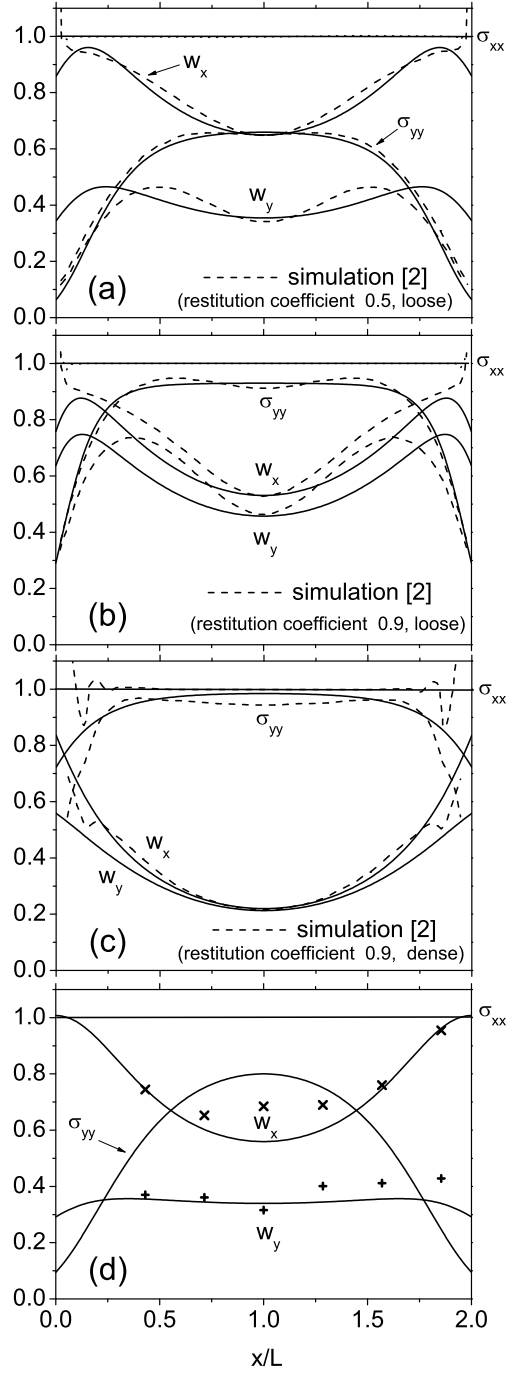 1.0
σxx
wx
0.8
σyy
0.6
wy
0.4
0.2
(a)
simulation [2]
(restitution coefficient 0.5, loose)
0.0
1.0
σxx
σyy
0.8
wx
0.6
wy
0.4
0.2
(b)
simulation [2]
(restitution coefficient 0.9, loose)
0.0
1.0
σxx
σyy
0.8
0.6
wx
0.4
wy
0.2
(c)
simulation [2]
(restitution coefficient 0.9, dense)
0.0
1.0
σxx
0.8
σyy
wx
0.6
0.4
wy
0.2
(d)
0.0
0.0 0.5 1.0 1.5 2.0
x/L